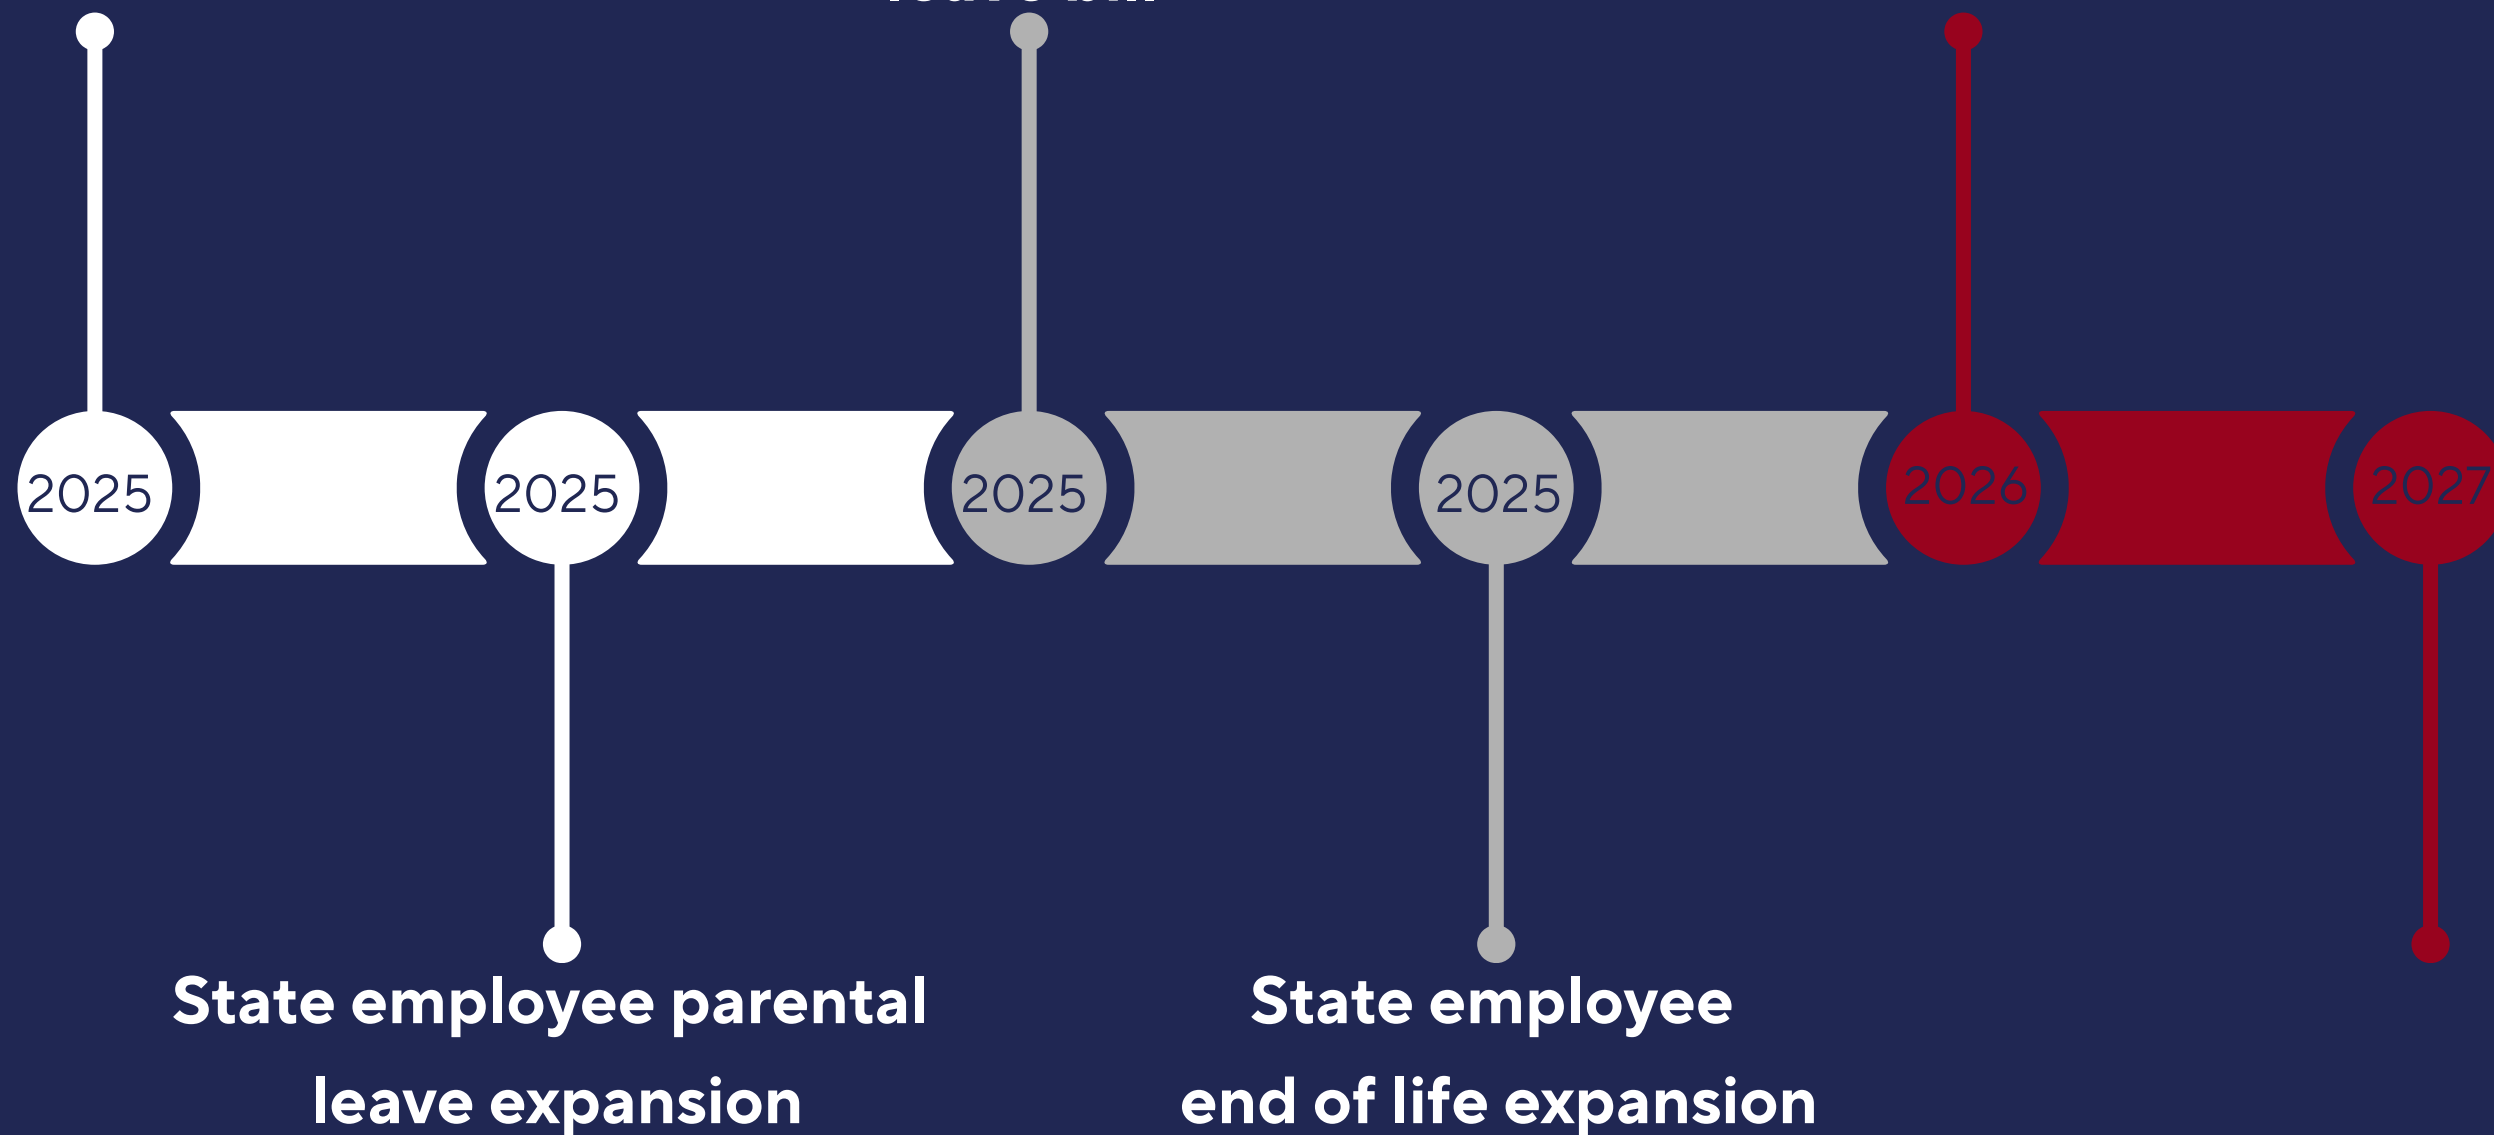 2025
2025
2025
2025
2026
2027
State employee parental
leave expansion
State employee
end of life expansion